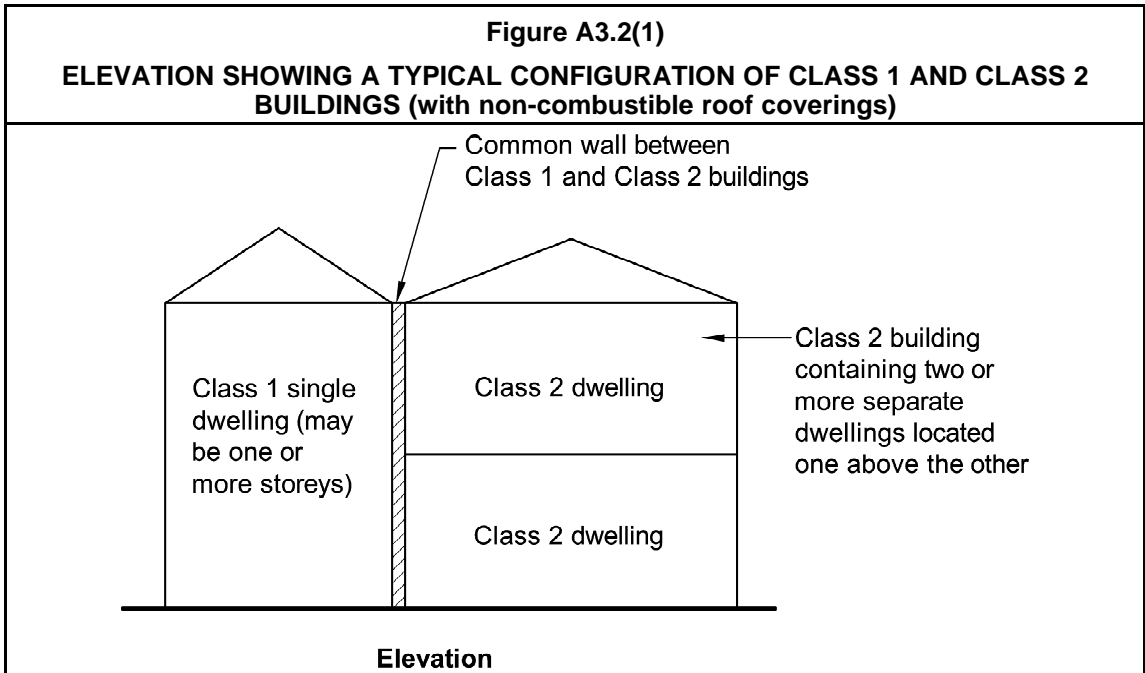 Figure A3.2(1)
ELEVATION SHOWING A TYPICAL CONFIGURATION OF CLASS 1 AND CLASS 2
BUILDINGS (with non-combustible roof coverings)
Common wall between
Class 1 and Class 2 buildings
Class 1 single
dwelling (may
be one or
more storeys)
Class 2 dwelling
Class 2 dwelling
Class 2 building
containing two or
more separate
dwellings located
one above the other
Elevation